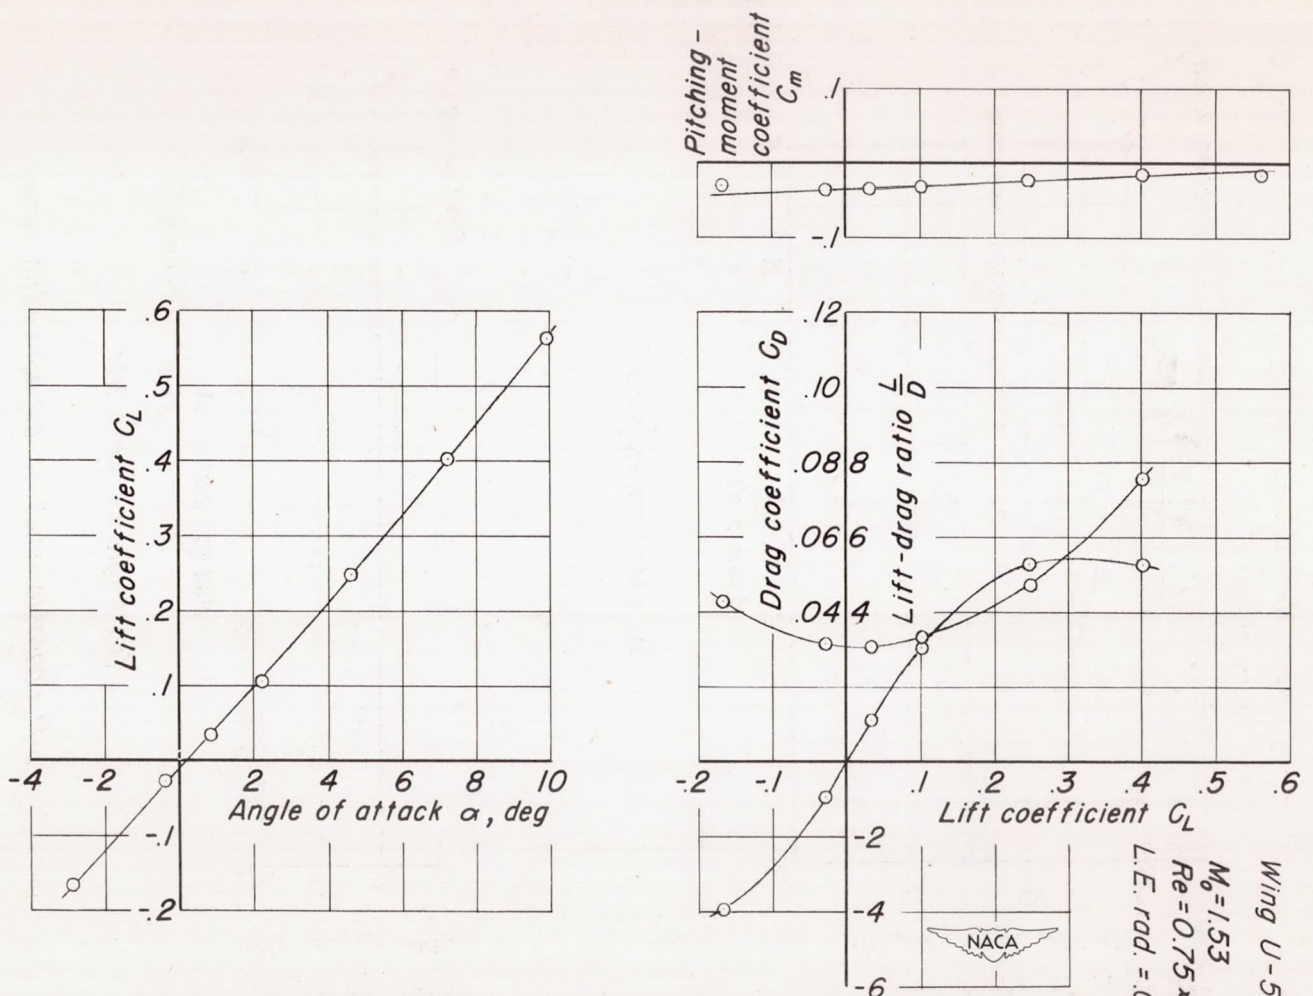 Pitching-
moment
coefficient
Cm
.1
-.1
.6
.5
.4
.3
.2
.1
-.1
-.2
Lift coefficient CL
-4 -2 2 4 6 8 10
Angle of attack α, deg
.12
.10
.08 8
.06 6
.04 4
-2
-4
-6
Drag coefficient CD
Lift-drag ratio L/D
-.2 -.1 .1 .2 .3 .4 .5 .6
Lift coefficient CL
NACA
Wing U-5
Mo=1.53
Re=0.75
L.E. rad. =